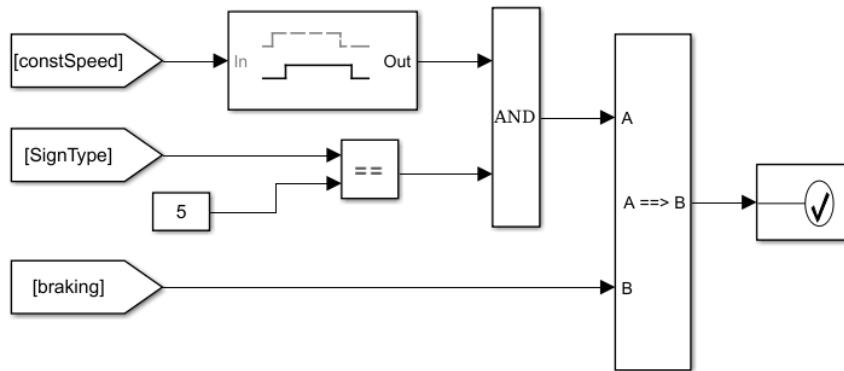 [constSpeed]
In
Out
AND
A
[SignType]
==
5
A ==> B
[braking]
B